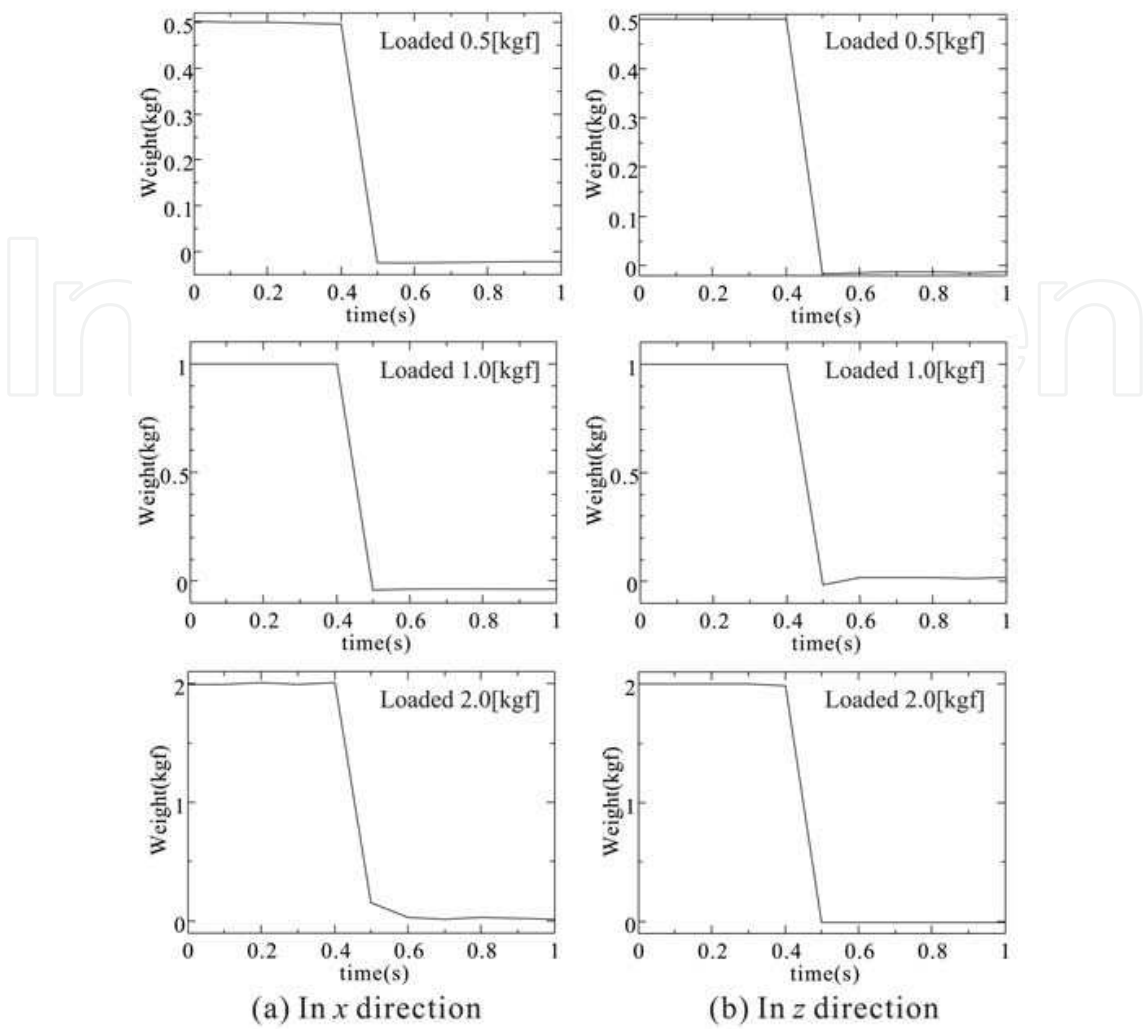 Loaded 0.5[kgf]
Weight(kgf)
0.5
0.4
0.3
0.2
0.1
0
0 0.2 0.4 0.6 0.8 1
time(s)
Loaded 0.5[kgf]
Weight(kgf)
0.5
0.4
0.3
0.2
0.1
0
0 0.2 0.4 0.6 0.8 1
time(s)
In
en
Loaded 1.0[kgf]
Weight(kgf)
1
0.5
0
0 0.2 0.4 0.6 0.8 1
time(s)
Loaded 1.0[kgf]
Weight(kgf)
1
0.5
0
0 0.2 0.4 0.6 0.8 1
time(s)
Loaded 2.0[kgf]
Weight(kgf)
2
1
0
0 0.2 0.4 0.6 0.8 1
time(s)
Loaded 2.0[kgf]
Weight(kgf)
2
1
0
0 0.2 0.4 0.6 0.8 1
time(s)
(a) In x direction
(b) In z direction